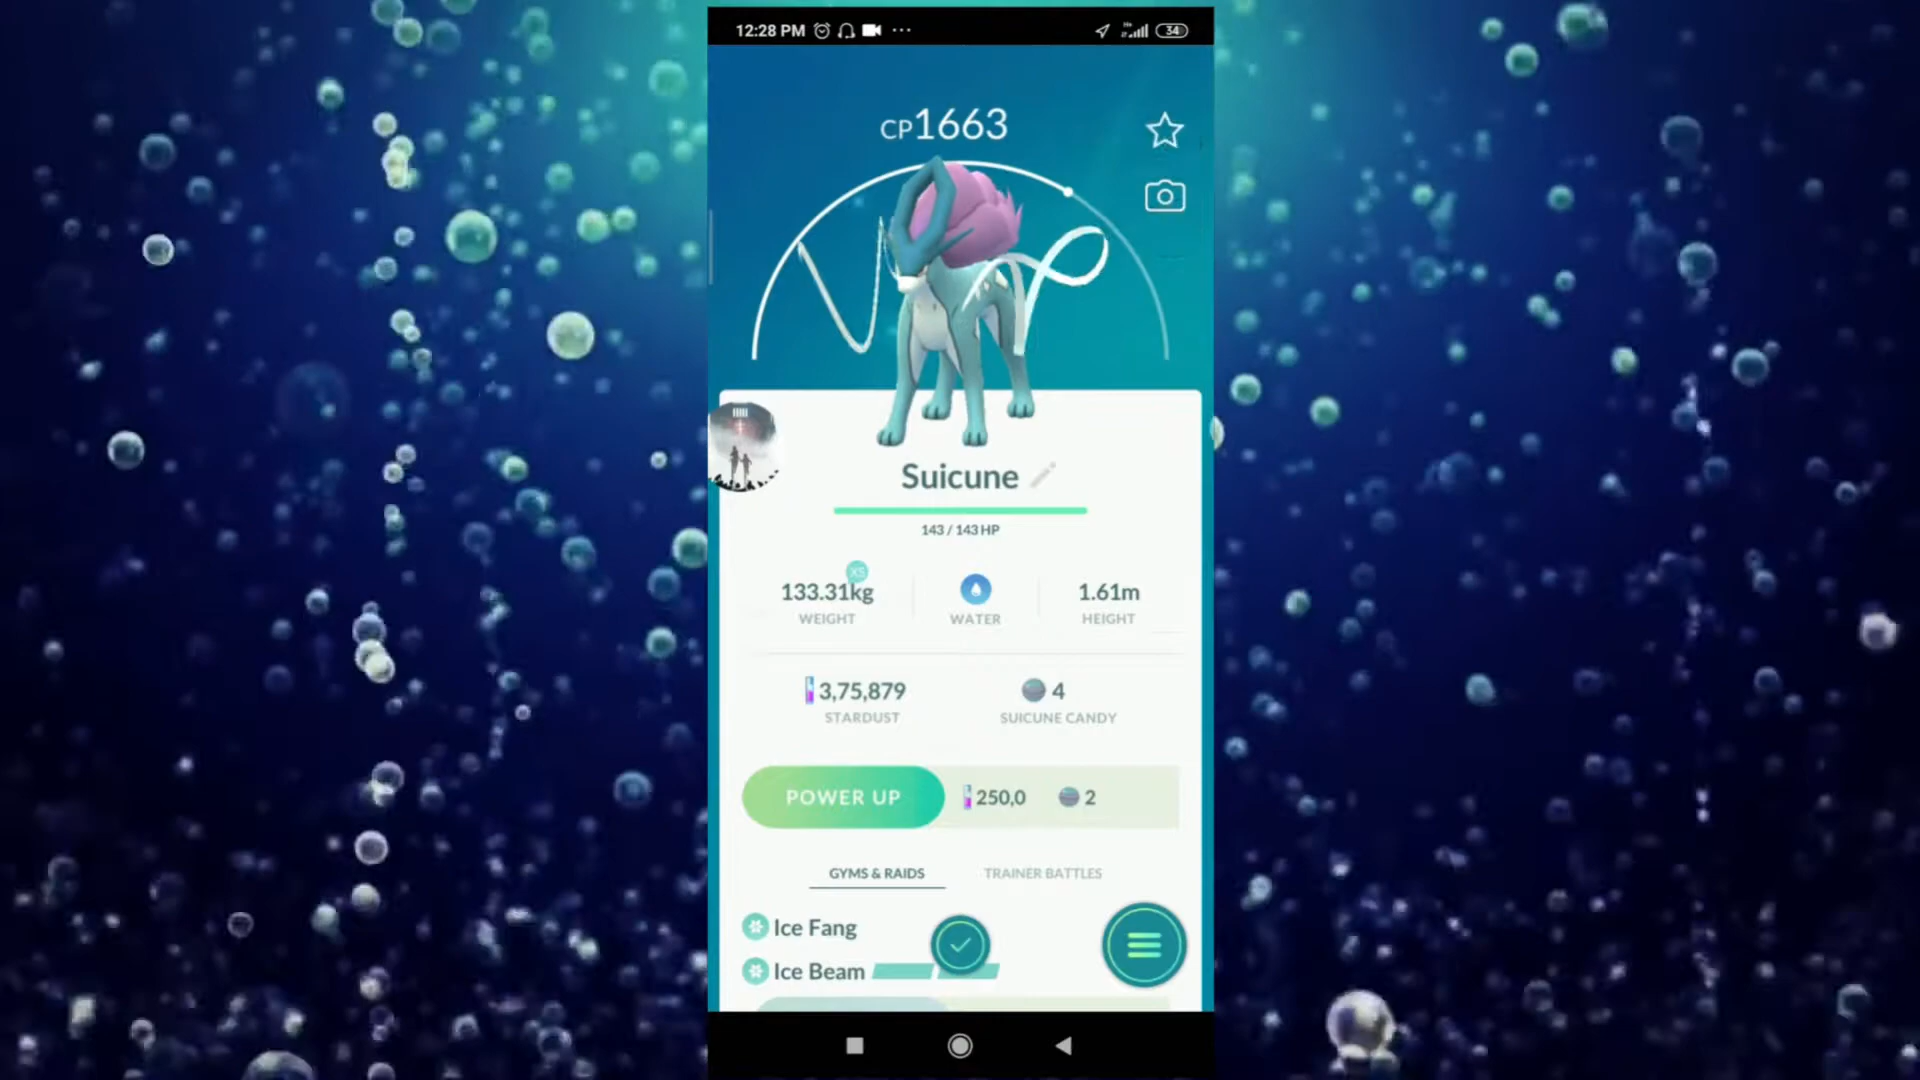 12:28 PM
34
CP1663
Suicune
143 / 143 HP
XS
133.31kg
WEIGHT
WATER
1.61m
HEIGHT
3,75,879
STARDUST
4
SUICUNE CANDY
POWER UP
250,0
2
GYMS & RAIDS
TRAINER BATTLES
Ice Fang
Ice Beam